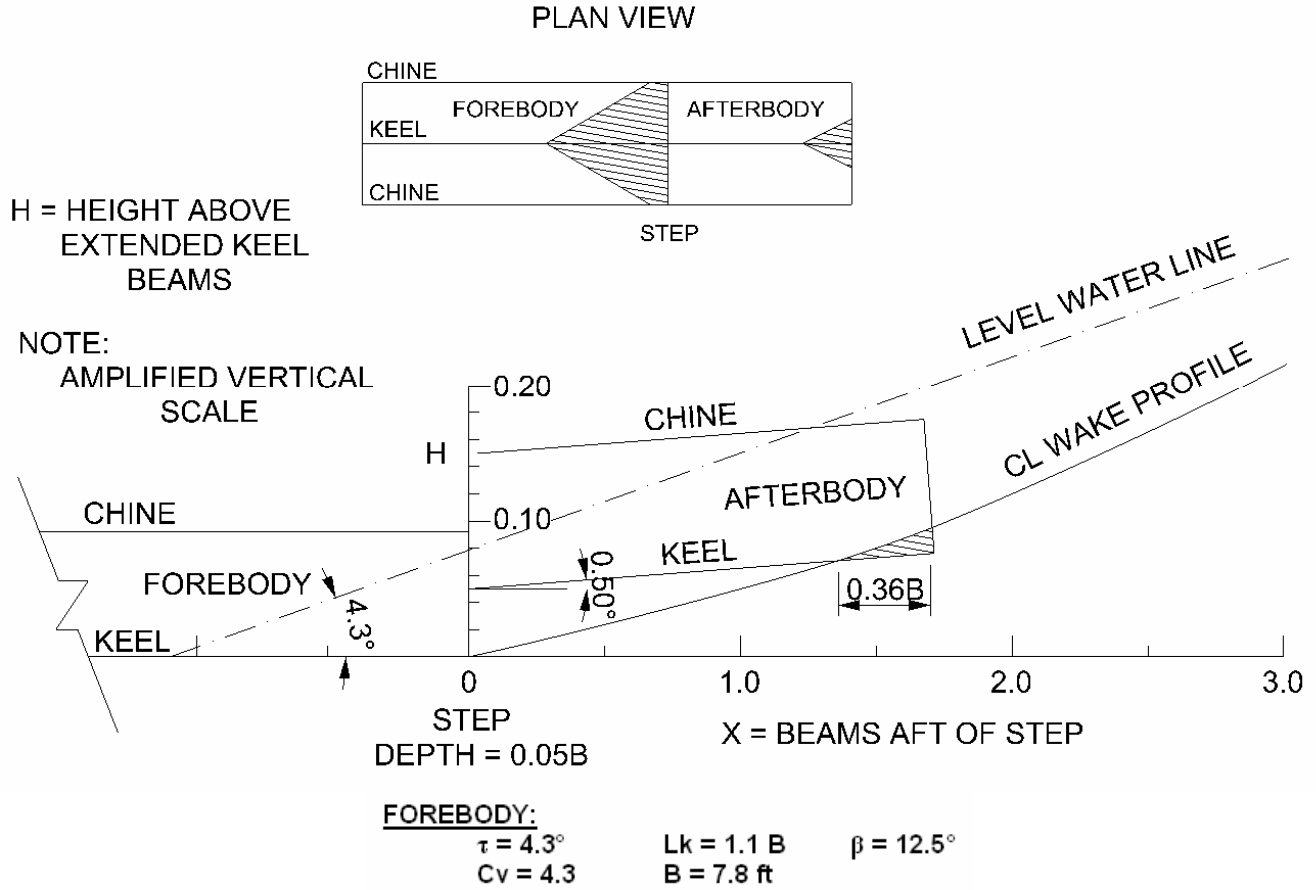 PLAN VIEW
CHINE
FOREBODY
AFTERBODY
KEEL
CHINE
STEP
H = HEIGHT ABOVE
EXTENDED KEEL
BEAMS
NOTE:
AMPLIFIED VERTICAL
SCALE
LEVEL WATER LINE
CL WAKE PROFILE
0.20
CHINE
H
AFTERBODY
0.10
CHINE
KEEL
0.50°
FOREBODY
4.3°
0.36B
KEEL
0
1.0
2.0
3.0
STEP
DEPTH = 0.05B
X = BEAMS AFT OF STEP
FOREBODY:
τ = 4.3° Lk = 1.1 B β = 12.5°
Cv = 4.3 B = 7.8 ft